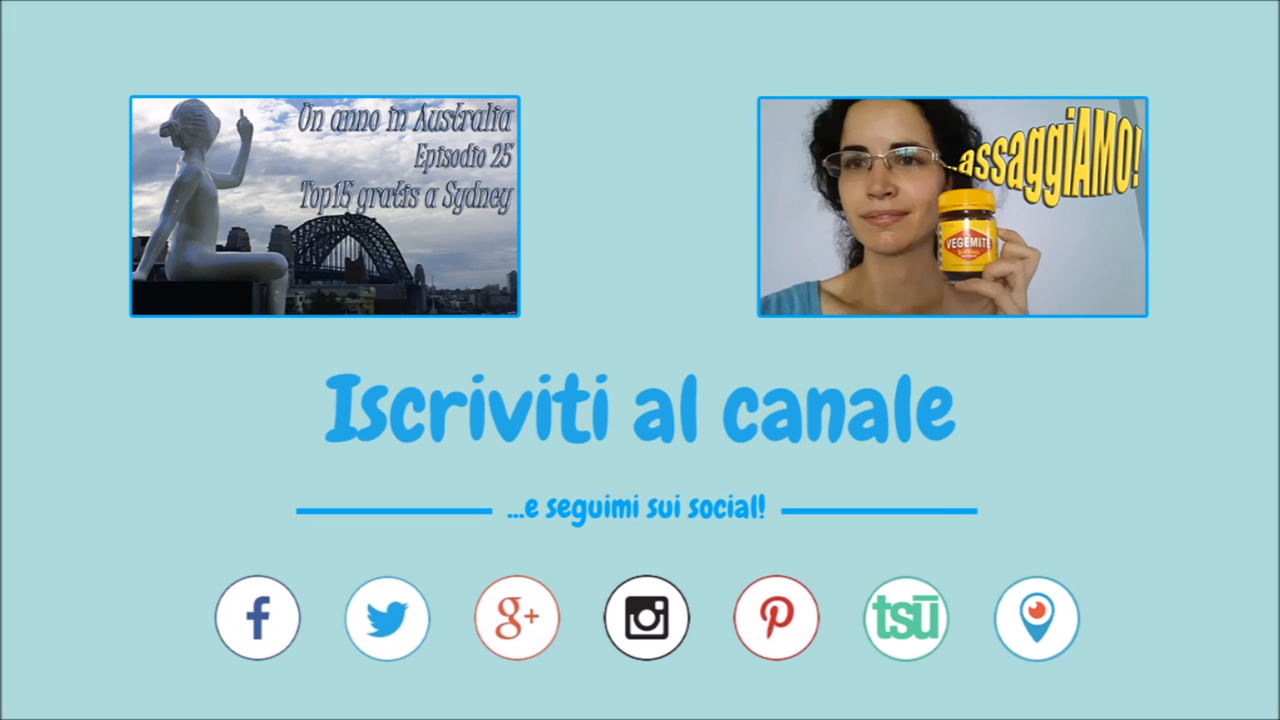 Un anno in Australia
Episodio 25
Top15 gratis a Sydney
...assaggiAMO!
VEGEMITE
Iscriviti al canale
...e seguimi sui social!
f
g+
tsū